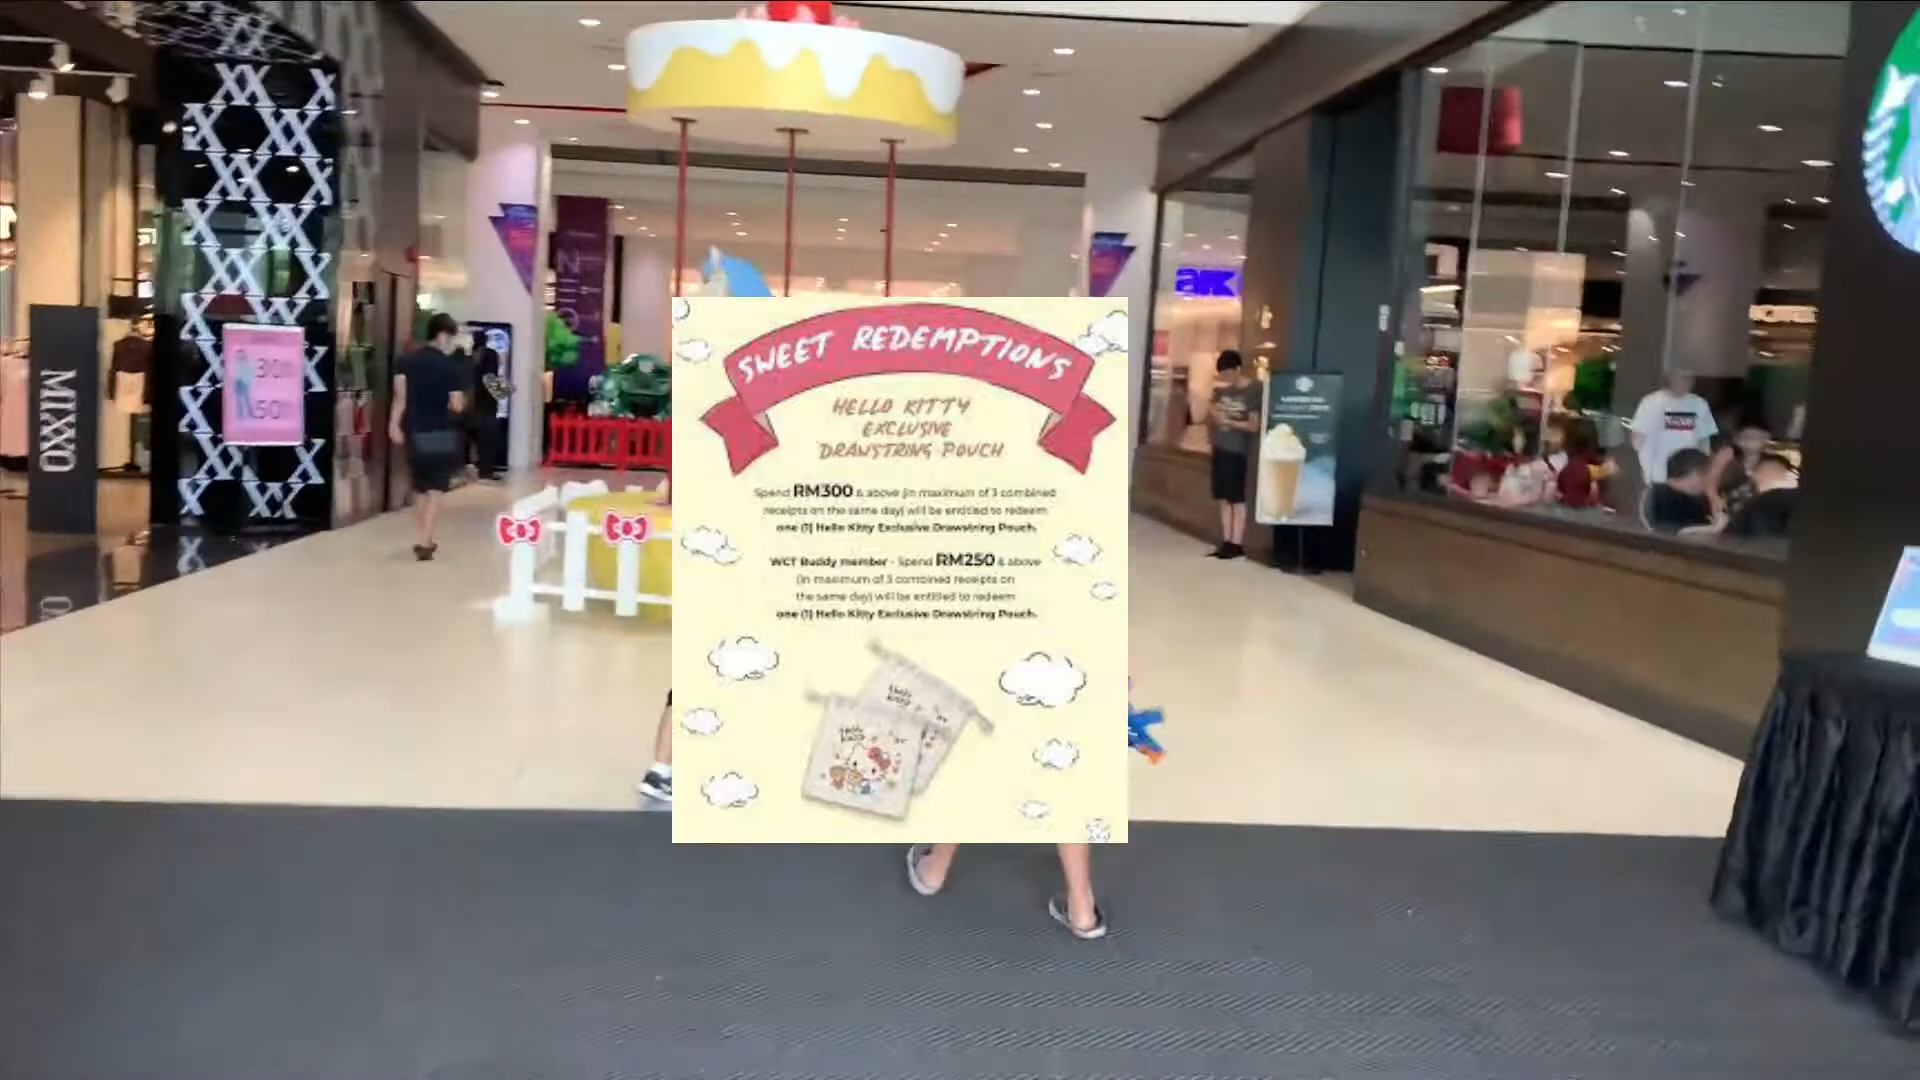 MIXXO
30%
50%
SWEET REDEMPTIONS
HELLO KITTY
EXCLUSIVE
DRAWSTRING POUCH
Spend RM300 & above (in maximum of 3 combined
receipts on the same day) will be entitled to redeem
one (1) Hello Kitty Exclusive Drawstring Pouch.
WCT Buddy member - Spend RM250 & above
(in maximum of 3 combined receipts on
the same day) will be entitled to redeem
one (1) Hello Kitty Exclusive Drawstring Pouch.